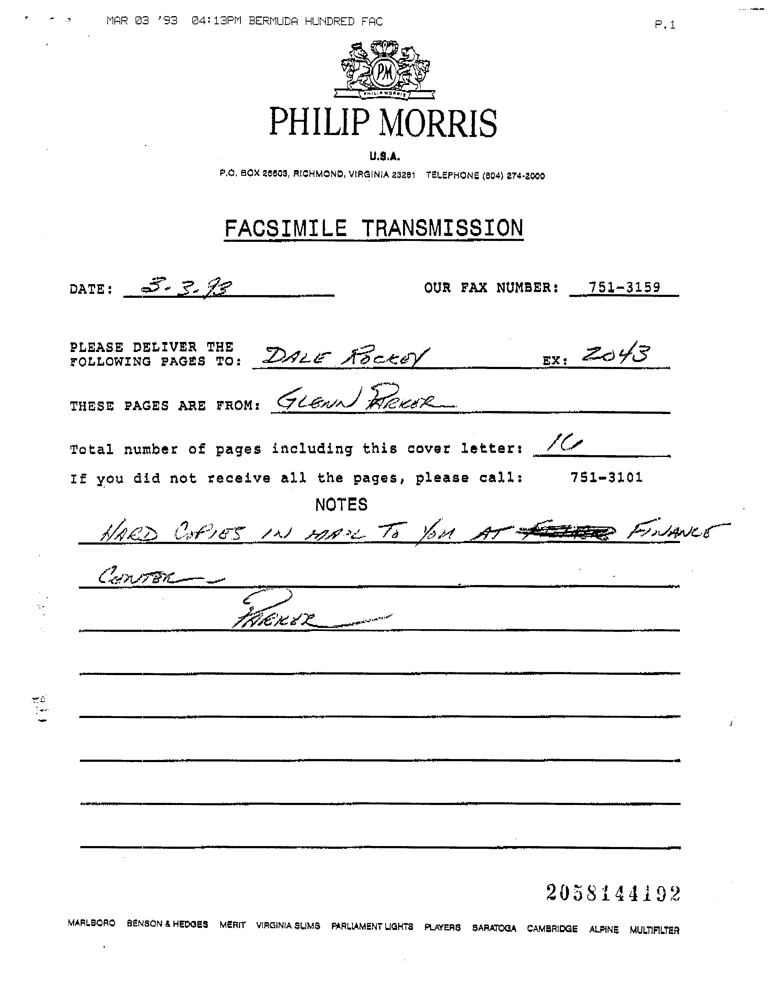 MAR 03 '93 04:13PM BERMUDA HUNDRED FAC P.1
PM
PHILIP MORRIS
PHILIP MORRIS
U.S.A.
P.O. BOX 26603, RICHMOND, VIRGINIA 23261 TELEPHONE (804) 274-2000
FACSIMILE TRANSMISSION
DATE: 3-3-93 OUR FAX NUMBER: 751-3159
PLEASE DELIVER THE
FOLLOWING PAGES TO: DALE ROCKEY EX: 2043
THESE PAGES ARE FROM: GLENN PARKER
Total number of pages including this cover letter: 16
If you did not receive all the pages, please call: 751-3101
NOTES
HARD COPIES IN MAIL TO YOU AT FINANCE
CENTER
PARKER
2058144192
MARLBORO BENSON & HEDGES MERIT VIRGINIA SLIMS PARLIAMENT LIGHTS PLAYERS SARATOGA CAMBRIDGE ALPINE MULTIFILTER